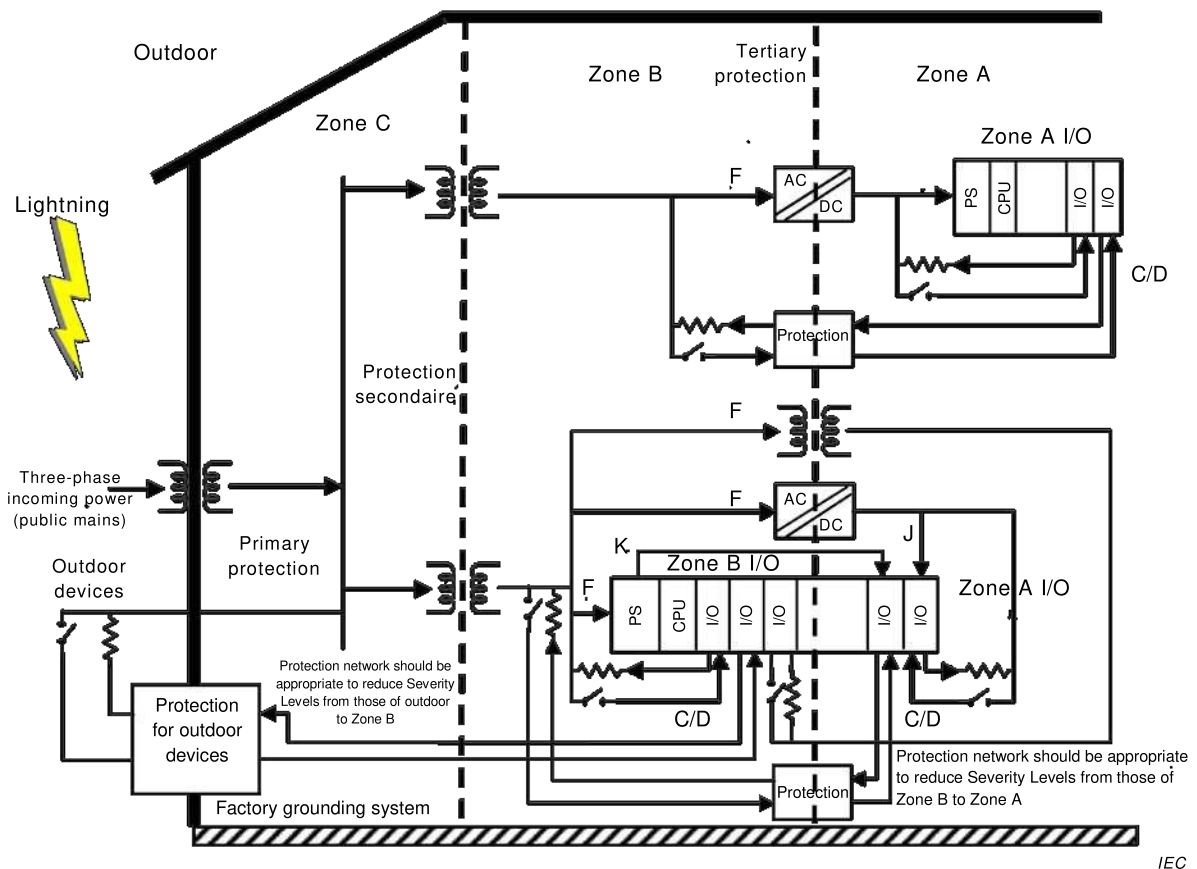 Outdoor
Tertiary
protection
Zone B
Zone A
Zone C
Zone A I/O
Lightning
F
AC
DC
PS
CPU
I/O
I/O
C/D
Protection
Protection
secondaire
F
Three-phase
incoming power
(public mains)
F
AC
DC
Primary
protection
K
J
Zone B I/O
Zone A I/O
Outdoor
devices
F
PS
CPU
I/O
I/O
I/O
I/O
I/O
Protection network should be
appropriate to reduce Severity
Levels from those of outdoor
to Zone B
Protection
for outdoor
devices
C/D
C/D
Protection network should be appropriate
to reduce Severity Levels from those of
Zone B to Zone A
Protection
Factory grounding system
IEC